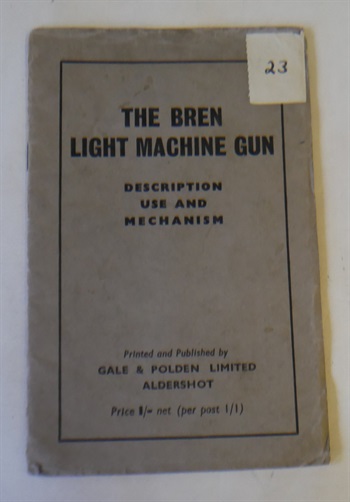 23
THE BREN
LIGHT MACHINE GUN
DESCRIPTION
USE AND
MECHANISM
Printed and Published by
GALE & POLDEN LIMITED
ALDERSHOT
Price 1/- net (per post 1/1)